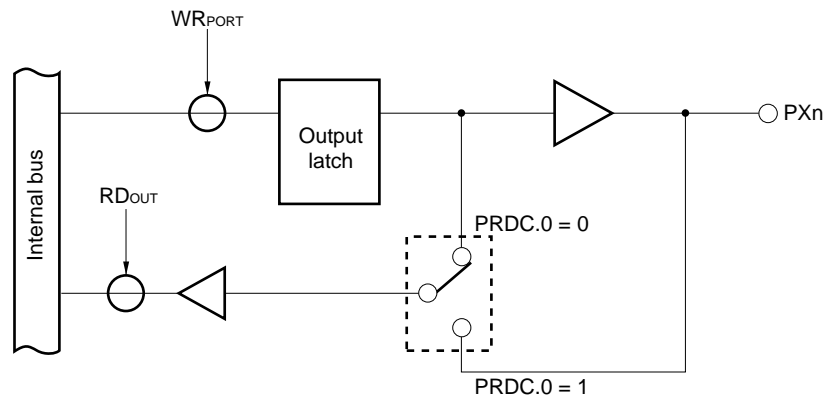 WRPORT
PXn
Output
latch
Internal bus
RDOUT
PRDC.0 = 0
PRDC.0 = 1